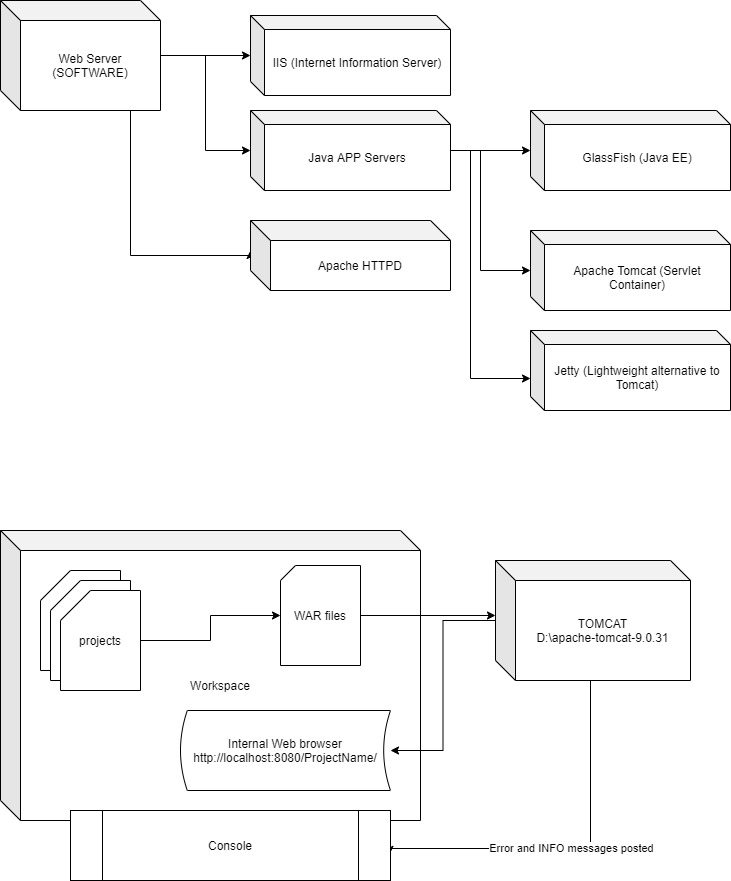 Web Server
(SOFTWARE)
IIS (Internet Information Server)
Java APP Servers
GlassFish (Java EE)
Apache HTTPD
Apache Tomcat (Servlet
Container)
Jetty (Lightweight alternative to
Tomcat)
projects
WAR files
TOMCAT
D:\apache-tomcat-9.0.31
Workspace
Internal Web browser
http://localhost:8080/ProjectName/
Console
Error and INFO messages posted